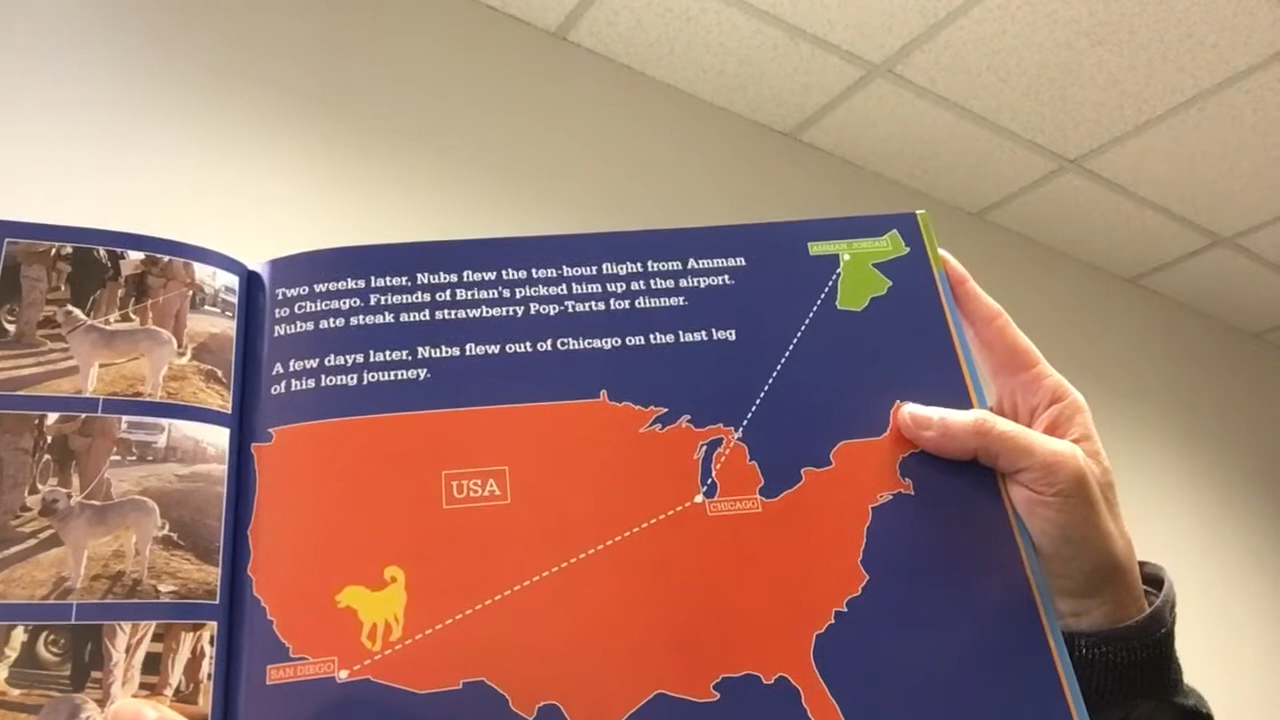 Two weeks later, Nubs flew the ten-hour flight from Amman
to Chicago. Friends of Brian's picked him up at the airport.
Nubs ate steak and strawberry Pop-Tarts for dinner.
A few days later, Nubs flew out of Chicago on the last leg
of his long journey.
AMMAN JORDAN
USA
CHICAGO
SAN DIEGO